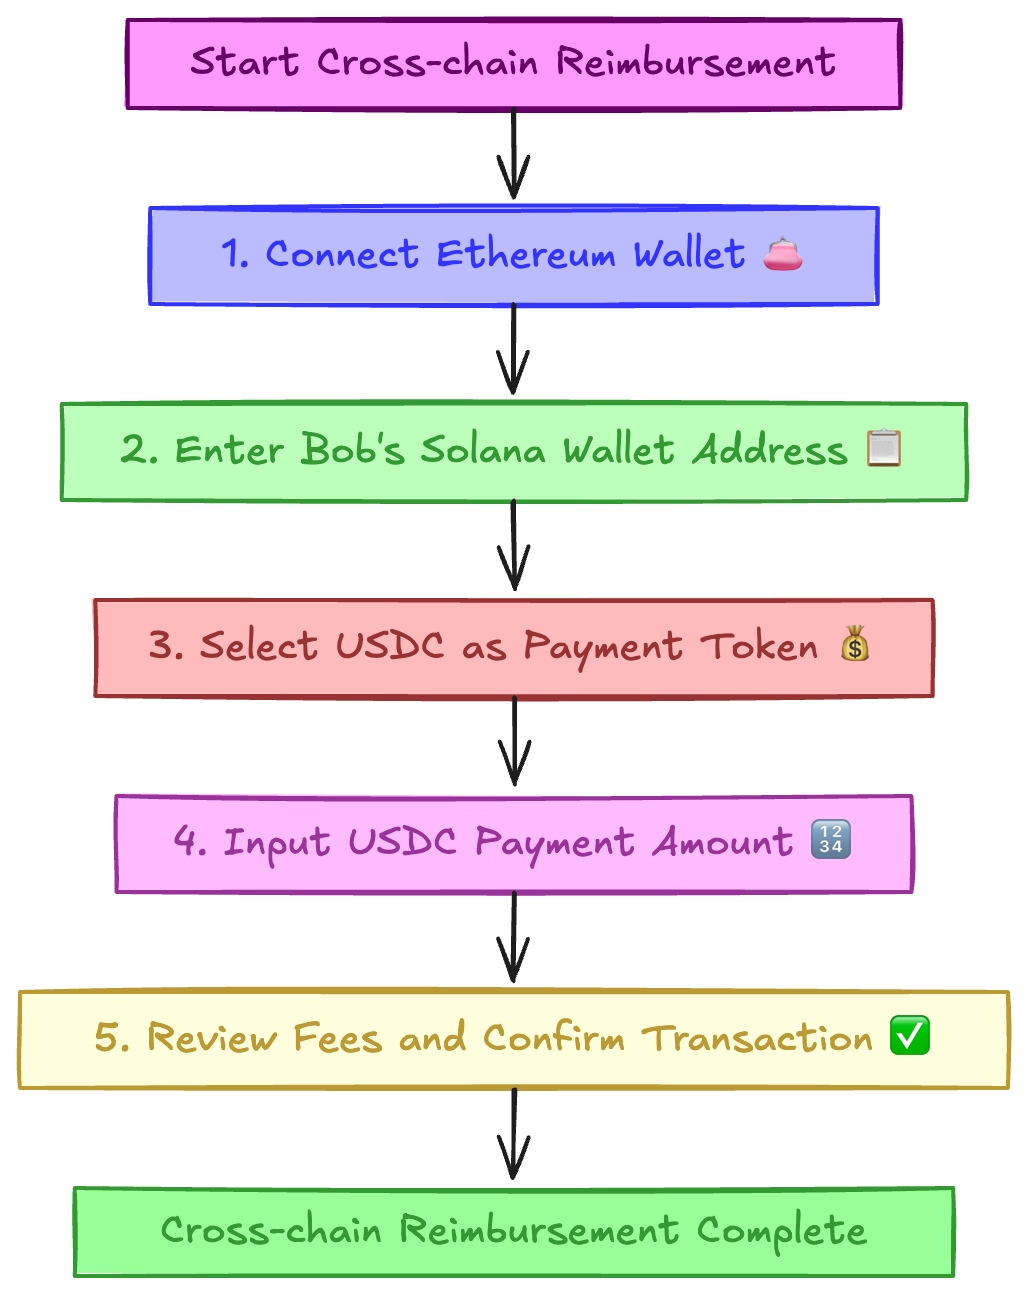 Start Cross-chain Reimbursement
1. Connect Ethereum Wallet 👛
2. Enter Bob's Solana Wallet Address 📋
3. Select USDC as Payment Token 💰
4. Input USDC Payment Amount 🔢
5. Review Fees and Confirm Transaction ✅
Cross-chain Reimbursement Complete